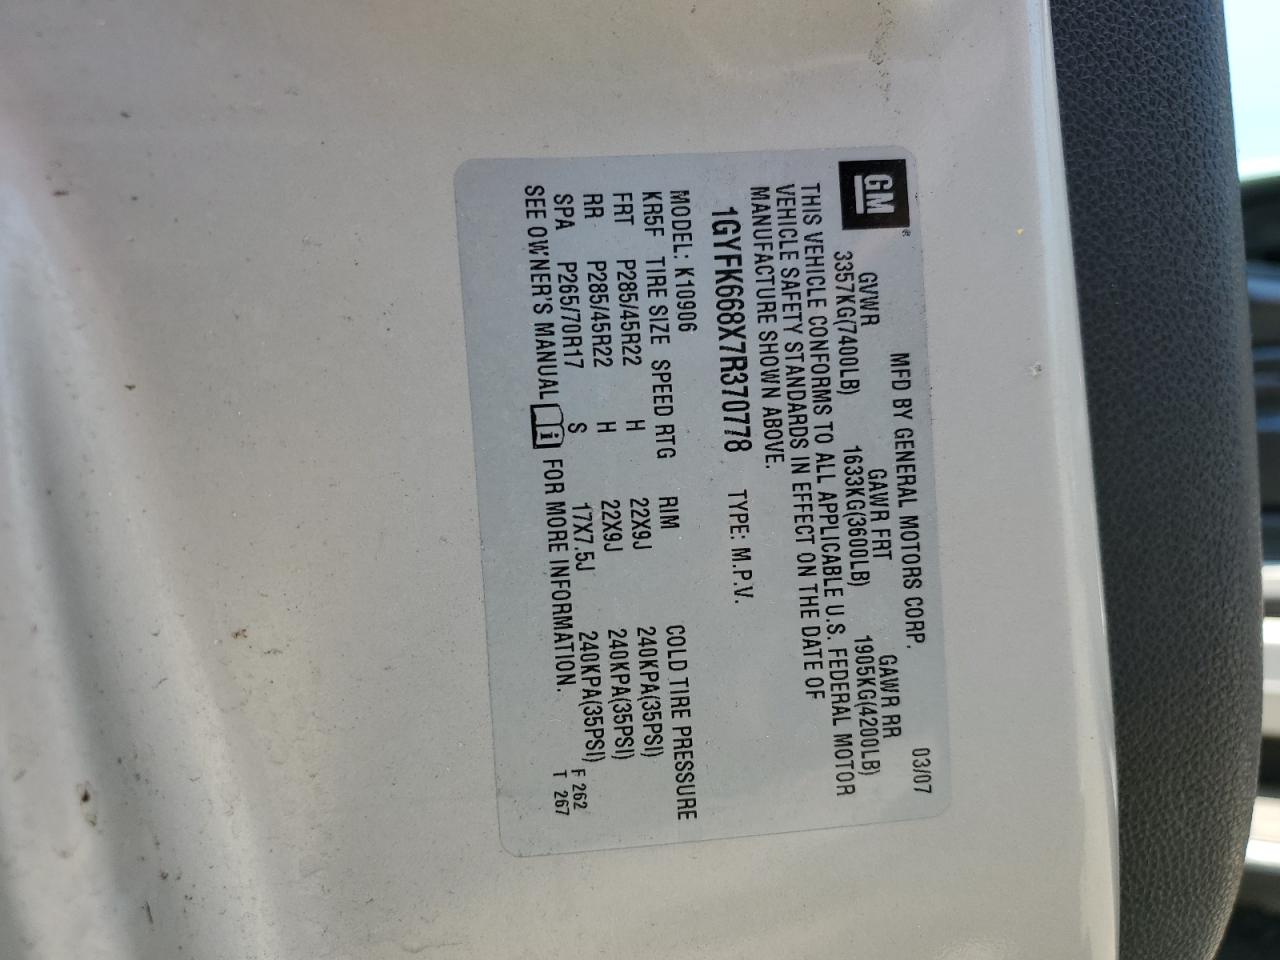 GM® MFD BY GENERAL MOTORS CORP. 03/07
GVWR GAWR FRT GAWR RR
3357KG(7400LB) 1633KG(3600LB) 1905KG(4200LB)
THIS VEHICLE CONFORMS TO ALL APPLICABLE U.S. FEDERAL MOTOR
VEHICLE SAFETY STANDARDS IN EFFECT ON THE DATE OF
MANUFACTURE SHOWN ABOVE.
1GYFK668X7R370778 TYPE: M.P.V.
MODEL: K10906
KR5F TIRE SIZE SPEED RTG RIM COLD TIRE PRESSURE
FRT P285/45R22 H 22X9J 240KPA(35PSI)
RR P285/45R22 H 22X9J 240KPA(35PSI)
SPA P265/70R17 S 17X7.5J 240KPA(35PSI)
SEE OWNER'S MANUAL i FOR MORE INFORMATION.
F 262
T 267